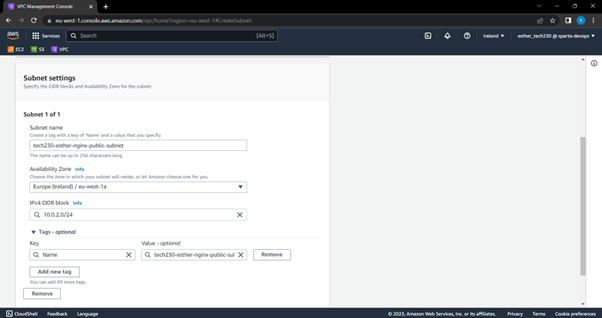 VPC Management Console
eu-west-1.console.aws.amazon.com/vpc/home?region=eu-west-1#CreateSubnet:
aws Services Search [Alt+S] Ireland esther_tech230 @ sparta-devops
EC2 S3 VPC
Subnet settings
Specify the CIDR blocks and Availability Zone for the subnet.
Subnet 1 of 1
Subnet name
Create a tag with a key of 'Name' and a value that you specify.
tech230-esther-nginx-public-subnet
The name can be up to 256 characters long.
Availability Zone Info
Choose the zone in which your subnet will reside, or let Amazon choose one for you.
Europe (Ireland) / eu-west-1a
IPv4 CIDR block Info
10.0.2.0/24
Tags - optional
Key Value - optional
Name tech230-esther-nginx-public-sul Remove
Add new tag
You can add 49 more tags.
Remove
CloudShell Feedback Language © 2023, Amazon Web Services, Inc. or its affiliates. Privacy Terms Cookie preferences